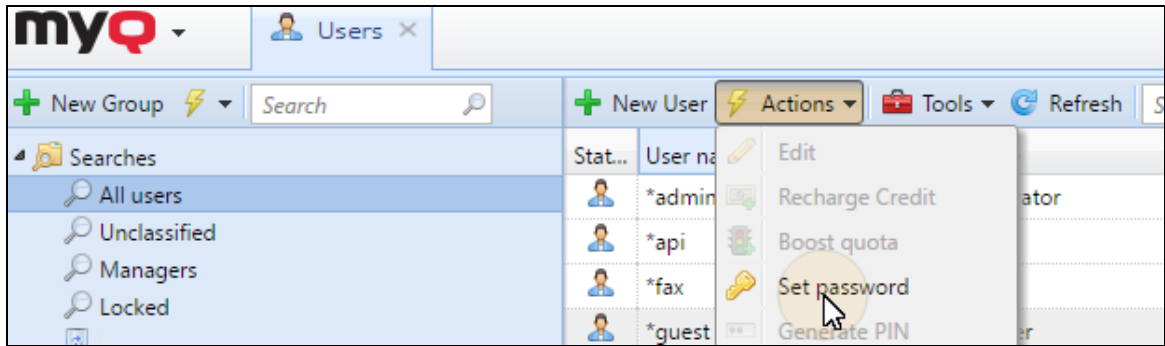 myQ
Users
New Group
Search
New User
Actions
Tools
Refresh
S
Searches
All users
Unclassified
Managers
Locked
Stat...
User na
*admin
ator
*api
*fax
*guest
er
Edit
Recharge Credit
Boost quota
Set password
Generate PIN